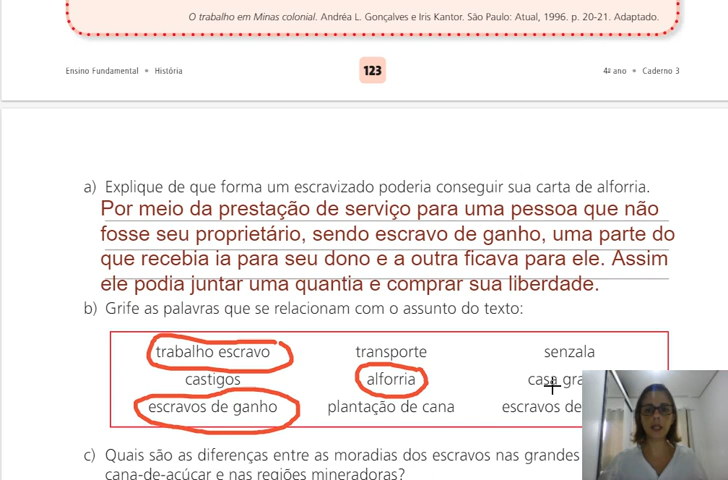 O trabalho em Minas colonial. Andréa L. Gonçalves e Iris Kantor. São Paulo: Atual, 1996. p. 20-21. Adaptado.
Ensino Fundamental • História 123 4º ano • Caderno 3
a) Explique de que forma um escravizado poderia conseguir sua carta de alforria.
Por meio da prestação de serviço para uma pessoa que não
fosse seu proprietário, sendo escravo de ganho, uma parte do
que recebia ia para seu dono e a outra ficava para ele. Assim
ele podia juntar uma quantia e comprar sua liberdade.
b) Grife as palavras que se relacionam com o assunto do texto:
trabalho escravo transporte senzala
castigos alforria casa
escravos de ganho plantação de cana escravos
c) Quais são as diferenças entre as moradias dos escravos nas grandes
cana-de-açúcar e nas regiões mineradoras?